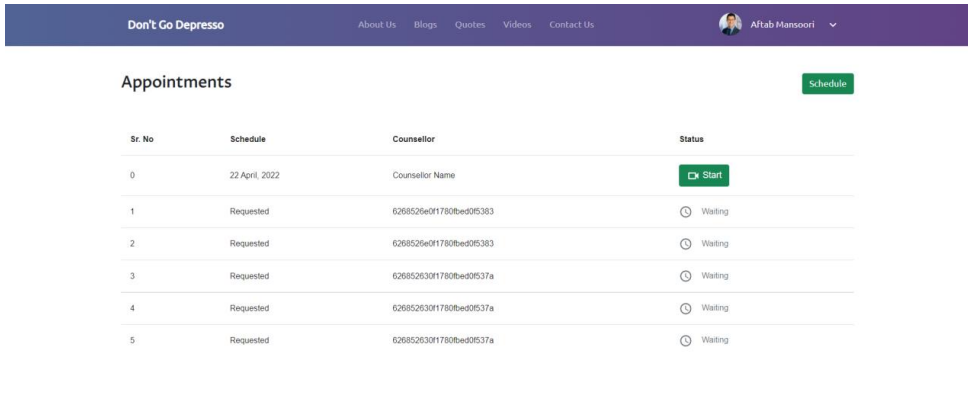 Don't Go Depresso About Us Blogs Quotes Videos Contact Us Aftab Mansoori
Appointments Schedule
Sr. No Schedule Counsellor Status
0 22 April, 2022 Counsellor Name Start
1 Requested 6268526e0f1780fbed0f5383 Waiting
2 Requested 6268526e0f1780fbed0f5383 Waiting
3 Requested 626852630f1780fbed0f537a Waiting
4 Requested 626852630f1780fbed0f537a Waiting
5 Requested 626852630f1780fbed0f537a Waiting